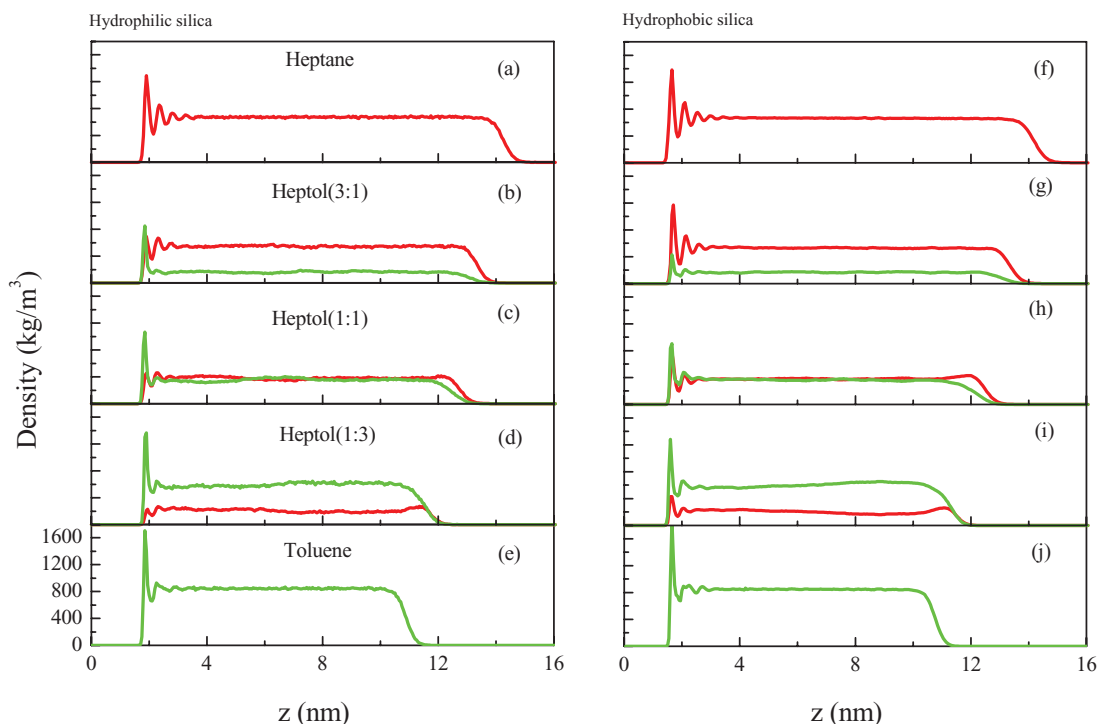 Hydrophilic silica
Hydrophobic silica
Heptane
(a)
(f)
Heptol(3:1)
(b)
(g)
Heptol(1:1)
(c)
(h)
Heptol(1:3)
(d)
(i)
Toluene
(e)
(j)
Density (kg/m³)
1600
1200
800
400
0
0 4 8 12 16
0 4 8 12 16
z (nm)
z (nm)